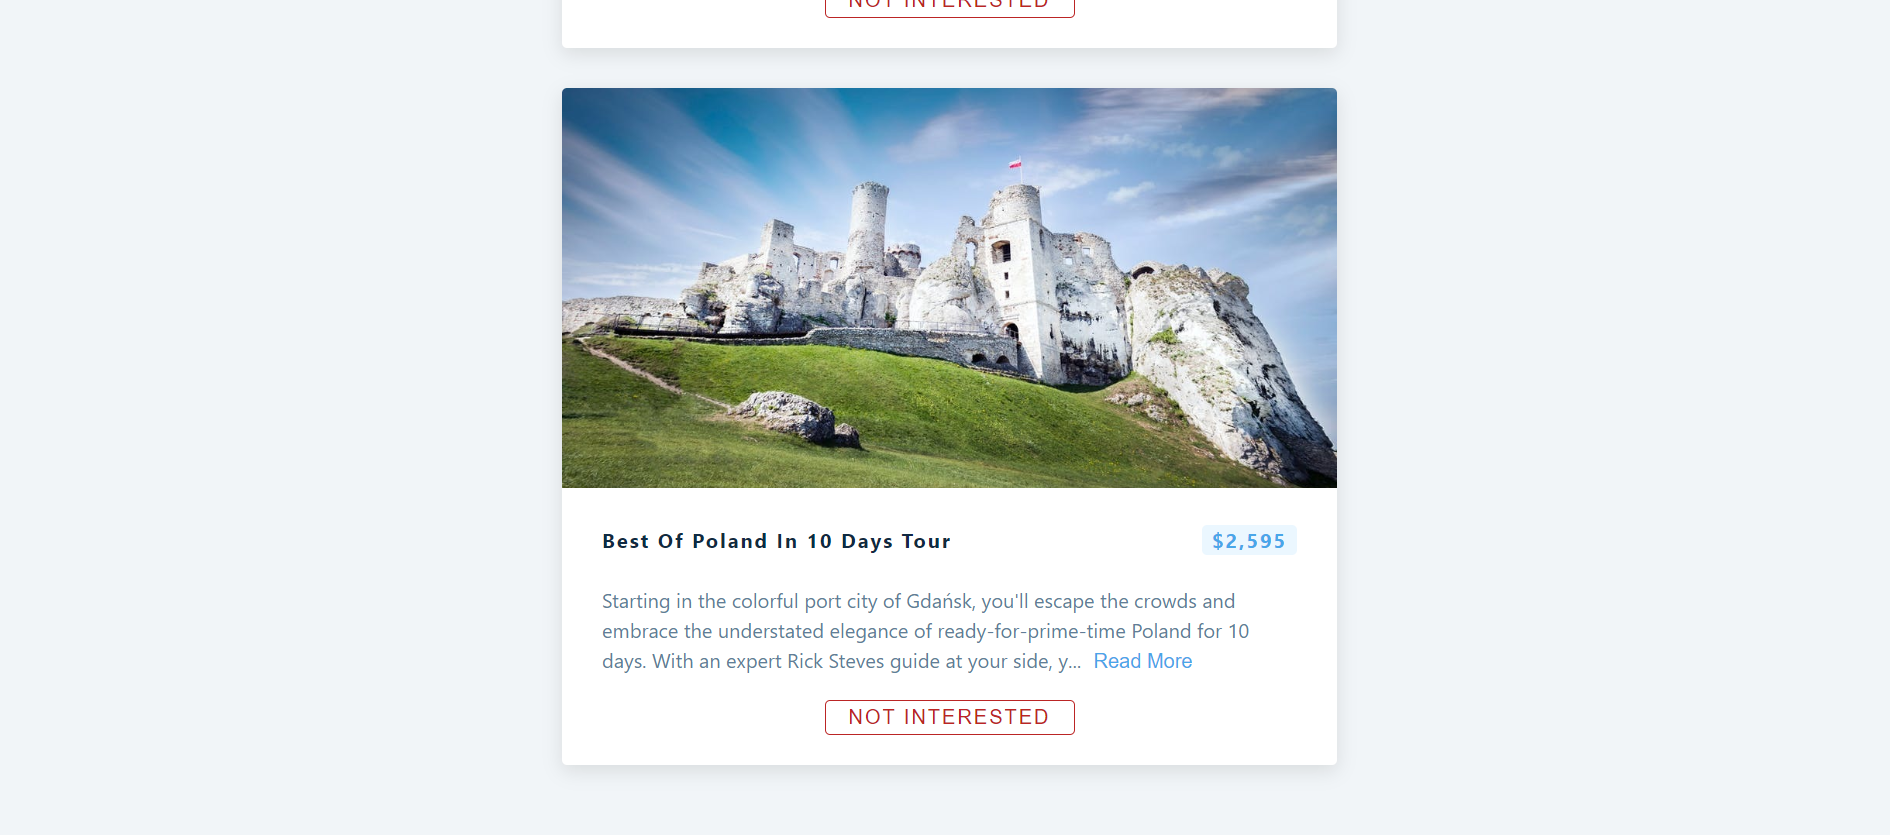 NOT INTERESTED
Best Of Poland In 10 Days Tour
$2,595
Starting in the colorful port city of Gdańsk, you'll escape the crowds and
embrace the understated elegance of ready-for-prime-time Poland for 10
days. With an expert Rick Steves guide at your side, y... Read More
NOT INTERESTED